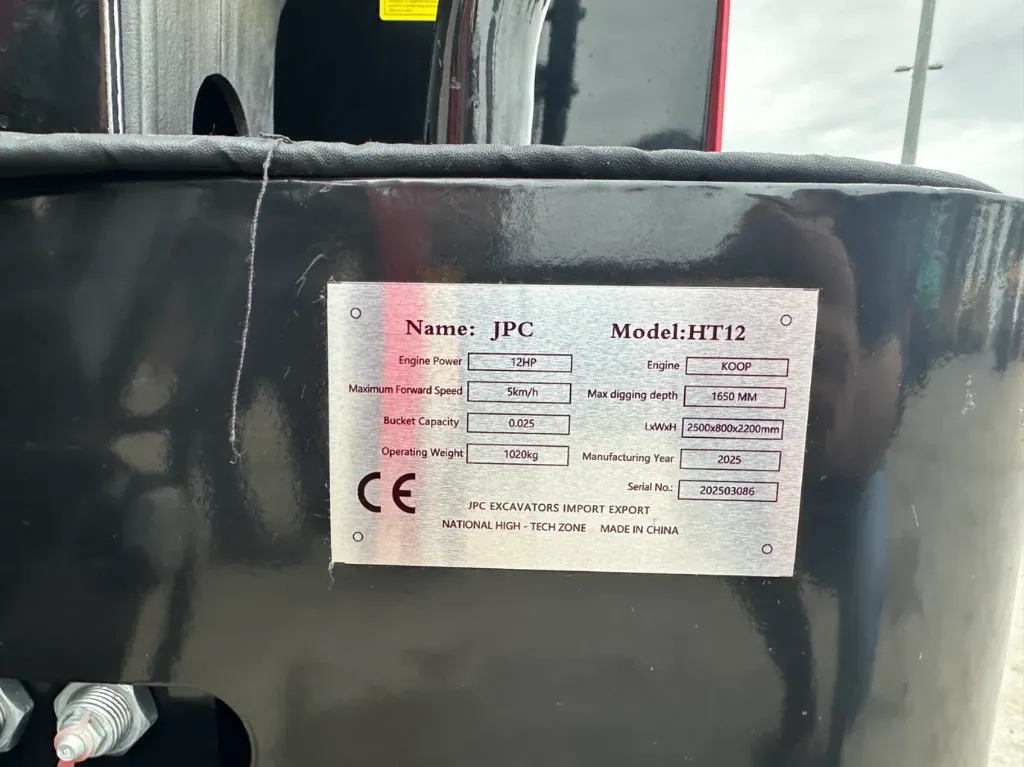 Name: JPC Model:HT12
Engine Power 12HP Engine KOOP
Maximum Forward Speed 5km/h Max digging depth 1650 MM
Bucket Capacity 0.025 LxWxH 2500x800x2200mm
Operating Weight 1020kg Manufacturing Year 2025
Serial No.: 202503086
CE
JPC EXCAVATORS IMPORT EXPORT
NATIONAL HIGH - TECH ZONE MADE IN CHINA